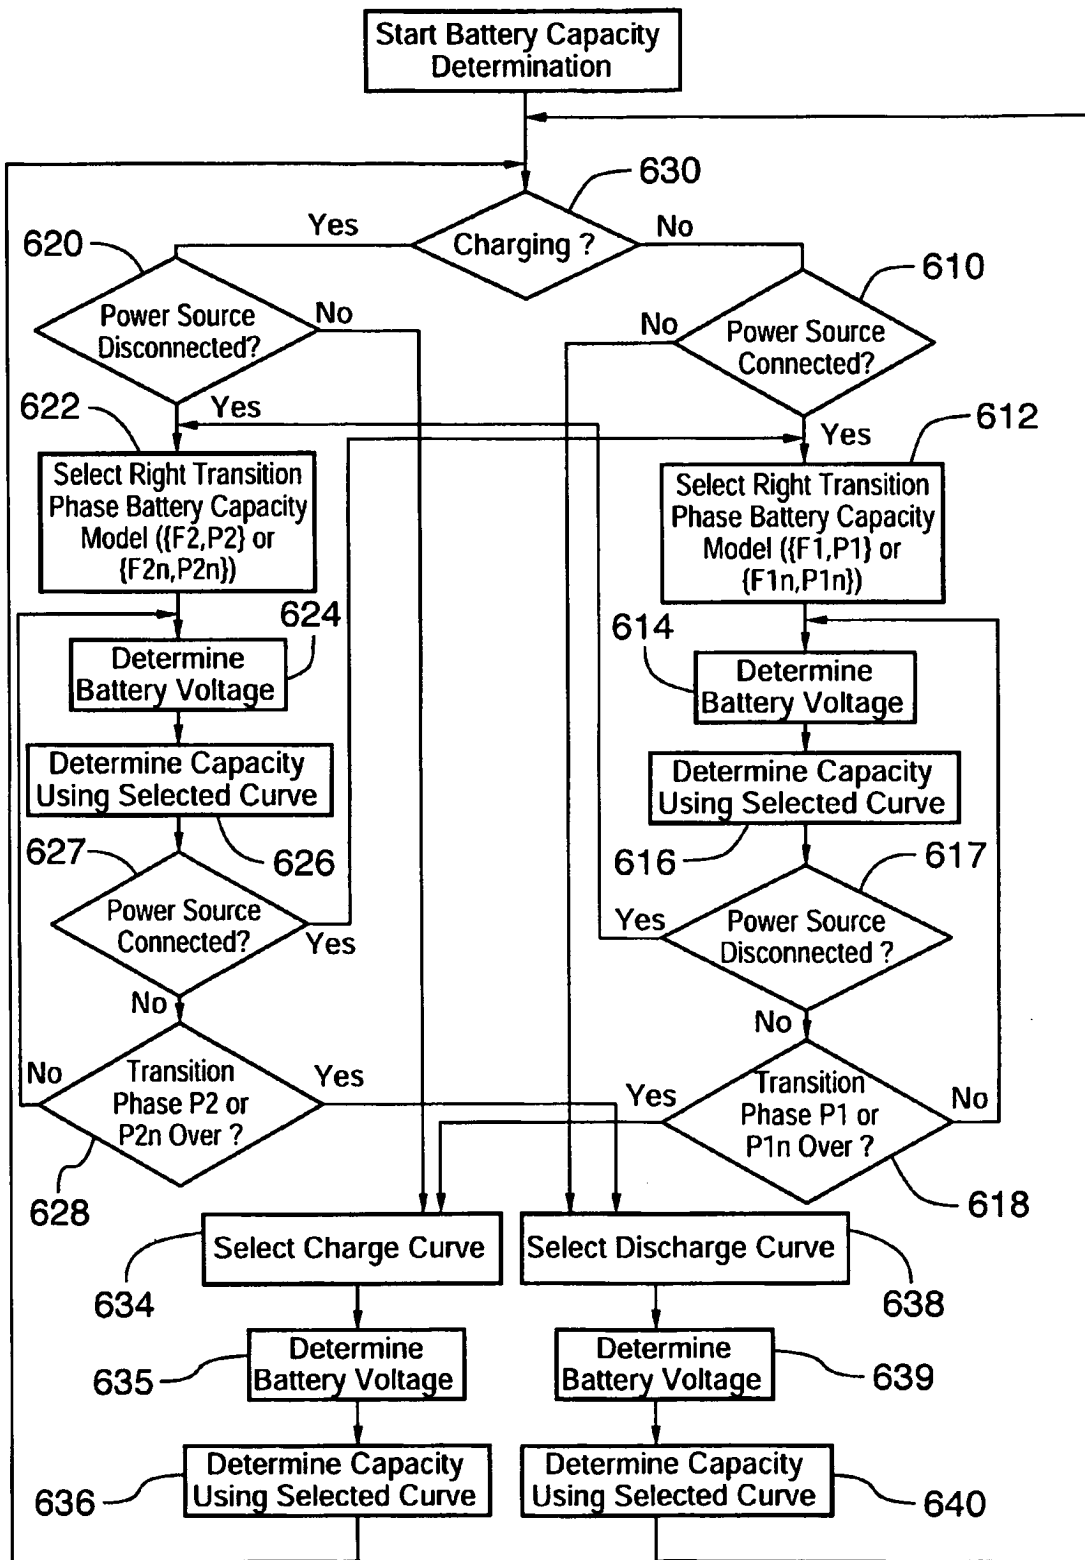 Start Battery Capacity
Determination
630
Yes
Charging ?
No
620
610
Power Source
Disconnected?
No
No
Power Source
Connected?
622
Yes
Yes
612
Select Right Transition
Phase Battery Capacity
Model ({F2,P2} or
{F2n,P2n})
Select Right Transition
Phase Battery Capacity
Model ({F1,P1} or
{F1n,P1n})
624
614
Determine
Battery Voltage
Determine
Battery Voltage
Determine Capacity
Using Selected Curve
Determine Capacity
Using Selected Curve
627
626
616
617
Power Source
Connected?
Yes
Yes
Power Source
Disconnected ?
No
No
No
Transition
Phase P2 or
P2n Over ?
Yes
Yes
Transition
Phase P1 or
P1n Over ?
No
628
618
Select Charge Curve
Select Discharge Curve
634
638
Determine
Battery Voltage
Determine
Battery Voltage
635
639
Determine Capacity
Using Selected Curve
Determine Capacity
Using Selected Curve
636
640